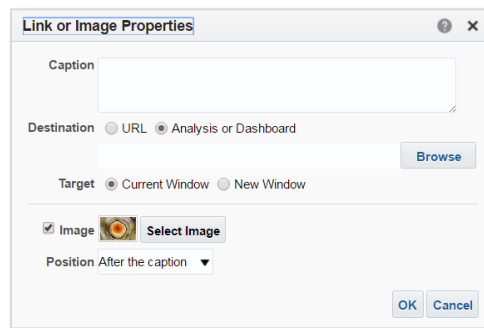 Link or Image Properties
Caption
Destination URL Analysis or Dashboard
Browse
Target Current Window New Window
Image Select Image
Position After the caption
OK Cancel